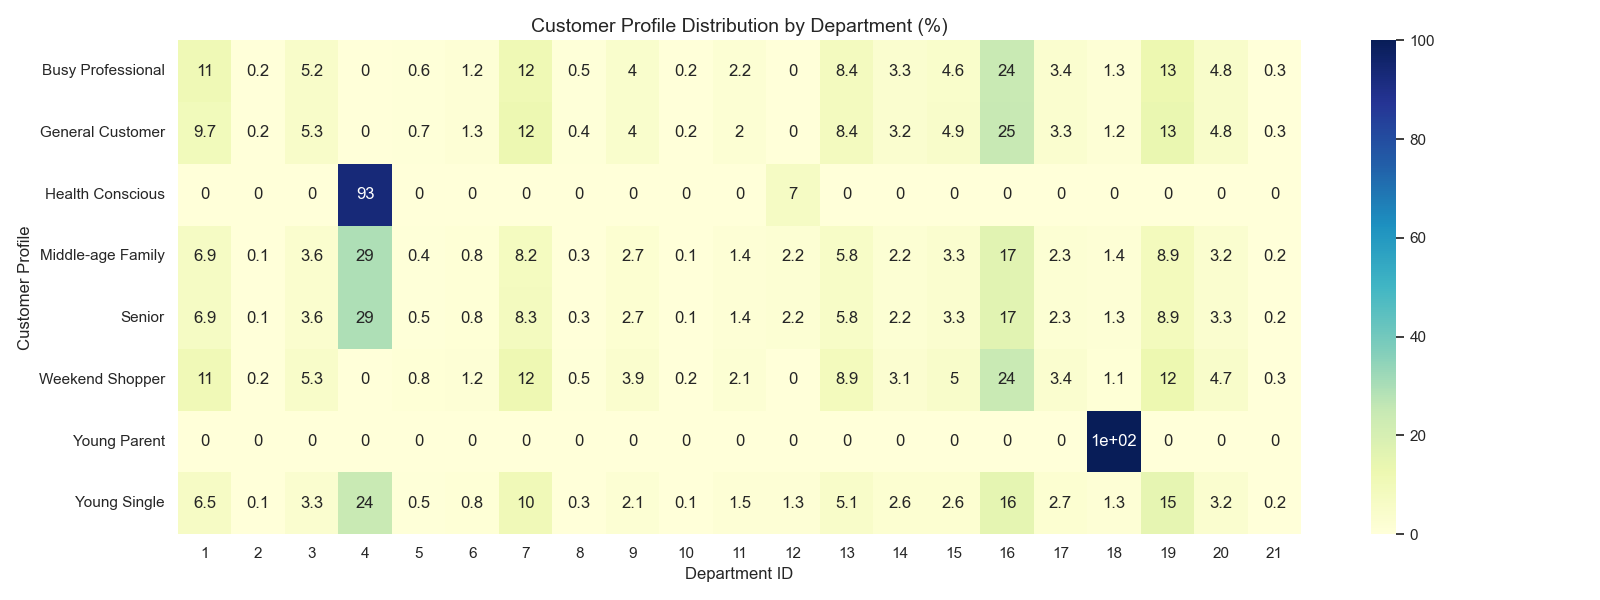 Customer Profile Distribution by Department (%)
Customer Profile
Busy Professional 11 0.2 5.2 0 0.6 1.2 12 0.5 4 0.2 2.2 0 8.4 3.3 4.6 24 3.4 1.3 13 4.8 0.3
General Customer 9.7 0.2 5.3 0 0.7 1.3 12 0.4 4 0.2 2 0 8.4 3.2 4.9 25 3.3 1.2 13 4.8 0.3
Health Conscious 0 0 0 93 0 0 0 0 0 0 0 7 0 0 0 0 0 0 0 0 0
Middle-age Family 6.9 0.1 3.6 29 0.4 0.8 8.2 0.3 2.7 0.1 1.4 2.2 5.8 2.2 3.3 17 2.3 1.4 8.9 3.2 0.2
Senior 6.9 0.1 3.6 29 0.5 0.8 8.3 0.3 2.7 0.1 1.4 2.2 5.8 2.2 3.3 17 2.3 1.3 8.9 3.3 0.2
Weekend Shopper 11 0.2 5.3 0 0.8 1.2 12 0.5 3.9 0.2 2.1 0 8.9 3.1 5 24 3.4 1.1 12 4.7 0.3
Young Parent 0 0 0 0 0 0 0 0 0 0 0 0 0 0 0 0 0 1e+02 0 0 0
Young Single 6.5 0.1 3.3 24 0.5 0.8 10 0.3 2.1 0.1 1.5 1.3 5.1 2.6 2.6 16 2.7 1.3 15 3.2 0.2
1 2 3 4 5 6 7 8 9 10 11 12 13 14 15 16 17 18 19 20 21
Department ID
100
80
60
40
20
0